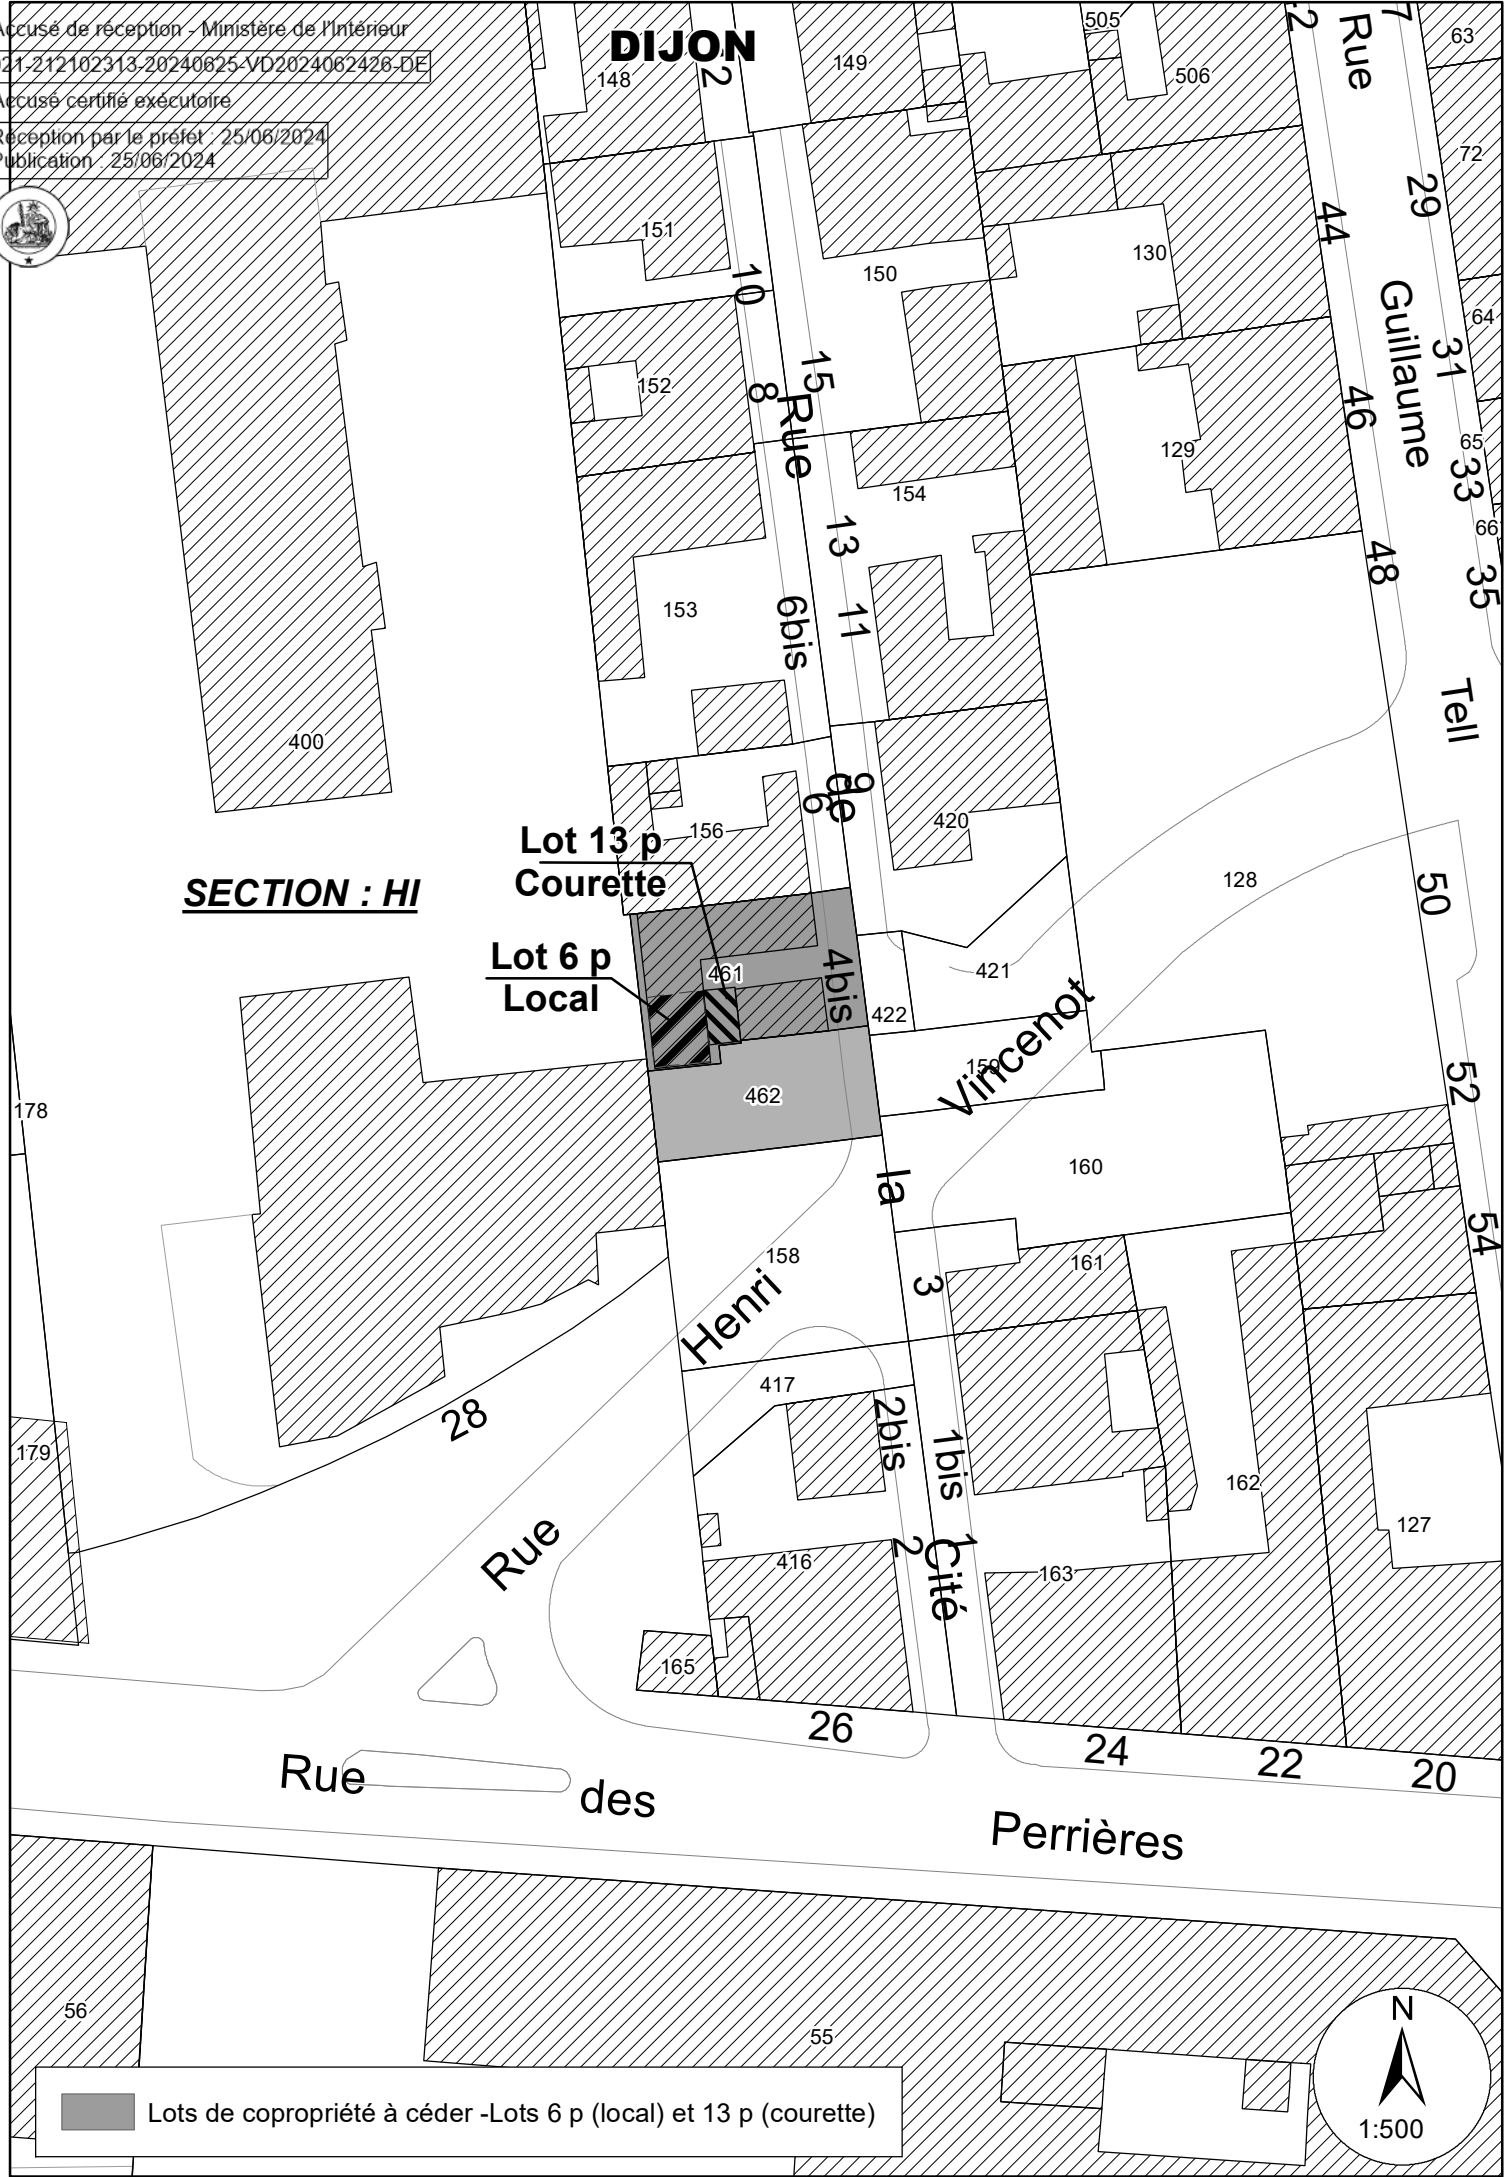 Accusé de réception - Ministère de l'Intérieur
021-212102313-20240625-VD2024062426-DE
Accusé certifié exécutoire
Réception par le préfet : 25/06/2024
Publication : 25/06/2024
DIJON
148
2
149
505
506
Rue
63
72
29
151
10
150
130
44
64
Guillaume
31
152
8
15
Rue
46
129
65
33
154
13
48
66
35
153
6bis
11
Tell
400
6
de
9
156
420
Lot 13 p
Courette
SECTION : HI
128
50
Lot 6 p
Local
461
4bis
421
422
Vincenot
159
52
178
462
160
la
54
158
3
161
Henri
417
28
2bis
1bis
179
162
127
Rue
416
2
1
Cité
163
165
26
24
22
20
Rue
des
Perrières
56
55
N
1:500
Lots de copropriété à céder -Lots 6 p (local) et 13 p (courette)